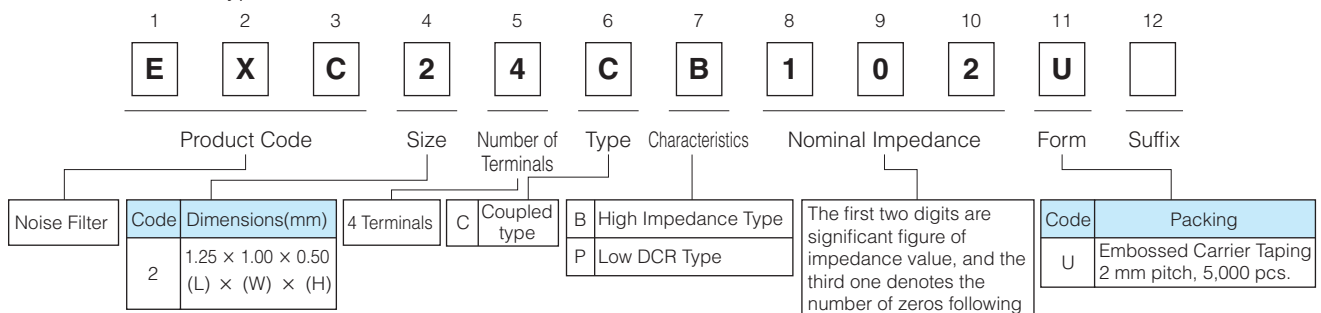 1 2 3 4 5 6 7 8 9 10 11 12
E X C 2 4 C B 1 0 2 U
Product Code Size Number of Terminals Type Characteristics Nominal Impedance Form Suffix
Noise Filter
Code Dimensions(mm)
2 1.25 × 1.00 × 0.50
(L) × (W) × (H)
4 Terminals
C Coupled
type
B High Impedance Type
P Low DCR Type
The first two digits are
significant figure of
impedance value, and the
third one denotes the
number of zeros following
Code Packing
U Embossed Carrier Taping
2 mm pitch, 5,000 pcs.